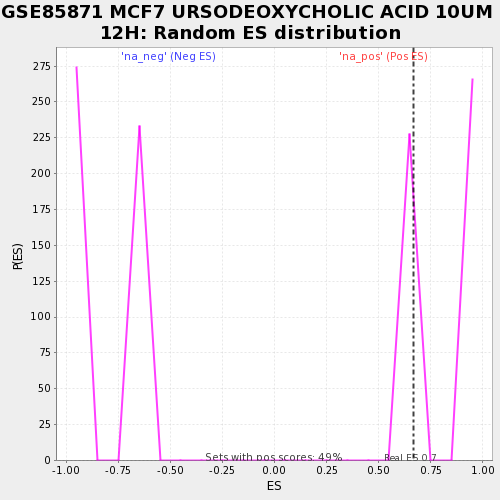 GSE85871 MCF7 URSODEOXYCHOLIC ACID 10UM
12H: Random ES distribution
'na_neg' (Neg ES)
'na_pos' (Pos ES)
275
250
225
200
175
150
125
100
75
50
25
0
P(ES)
Sets with pos scores: 49%
Real ES 0.7
-1.00
-0.75
-0.50
-0.25
0.00
0.25
0.50
0.75
1.00
ES